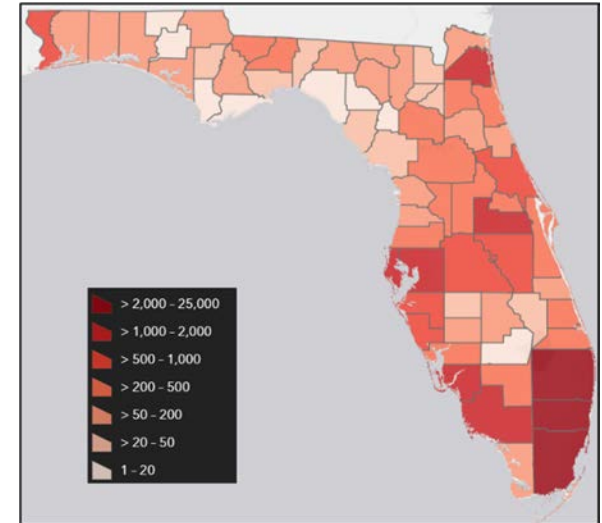 > 2,000 – 25,000
> 1,000 – 2,000
> 500 – 1,000
> 200 – 500
> 50 – 200
> 20 – 50
1 – 20